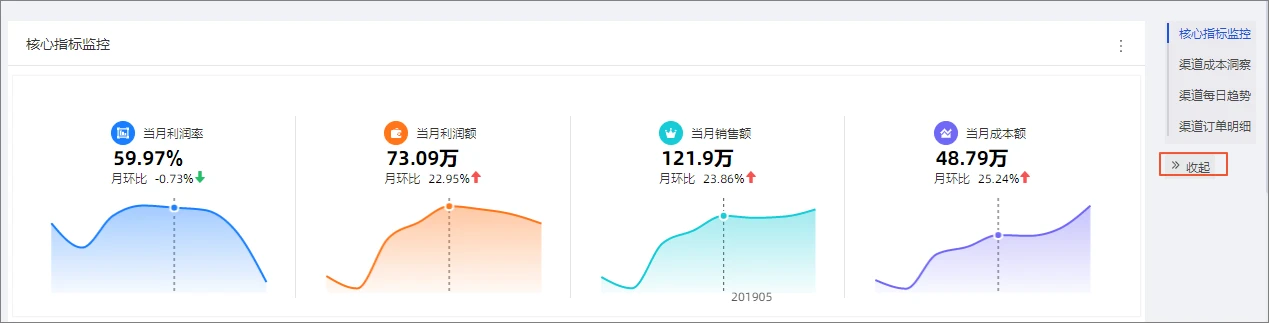 核心指标监控
当月利润率
59.97%
月环比 -0.73%
当月利润额
73.09万
月环比 22.95%
当月销售额
121.9万
月环比 23.86%
201905
当月成本额
48.79万
月环比 25.24%
核心指标监控
渠道成本洞察
渠道每日趋势
渠道订单明细
收起